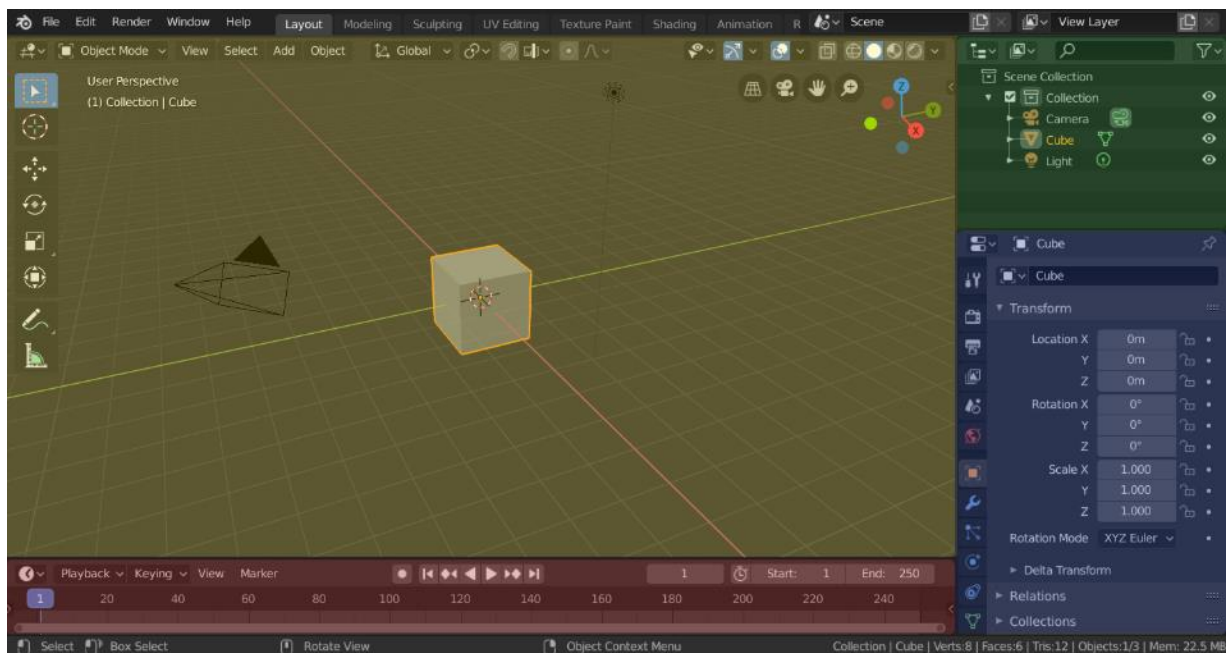 File Edit Render Window Help Layout Modeling Sculpting UV Editing Texture Paint Shading Animation R Scene View Layer
Object Mode View Select Add Object Global
User Perspective
(1) Collection | Cube
Z
Y
X
Scene Collection
Collection
Camera
Cube
Light
Cube
Cube
Transform
Location X 0m
Y 0m
Z 0m
Rotation X 0°
Y 0°
Z 0°
Scale X 1.000
Y 1.000
Z 1.000
Rotation Mode XYZ Euler
Delta Transform
Relations
Collections
Playback Keying View Marker 1 Start: 1 End: 250
1 20 40 60 80 100 120 140 160 180 200 220 240
Select Box Select Rotate View Object Context Menu Collection | Cube | Verts:8 | Faces:6 | Tris:12 | Objects:1/3 | Mem: 22.5 MB